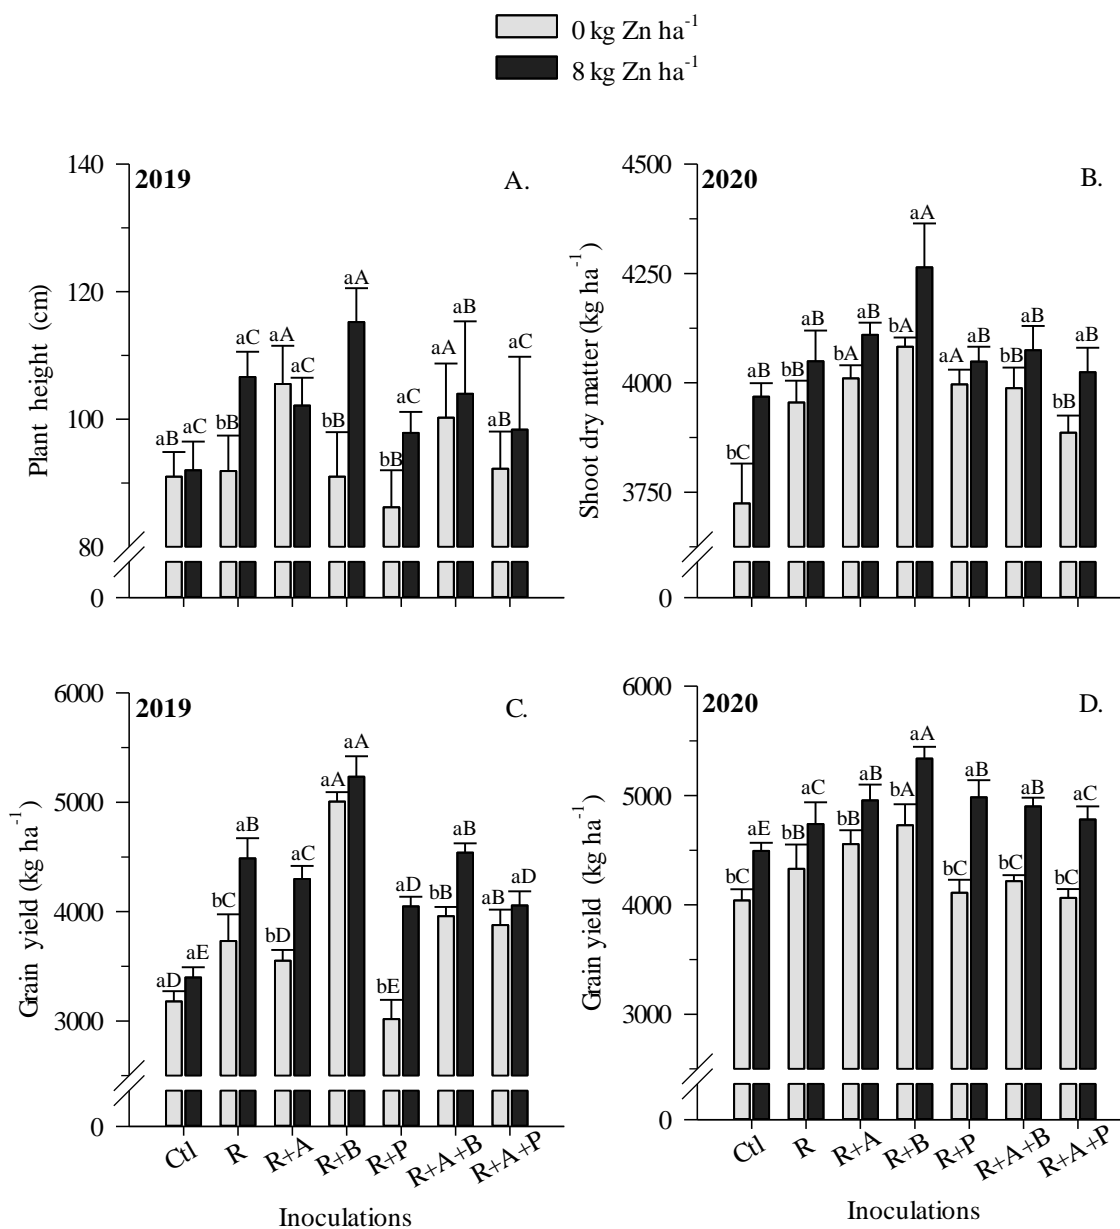 0 kg Zn ha⁻¹
8 kg Zn ha⁻¹
2019
A.
Plant height (cm)
140
120
100
80
0
aB
aC
bB
aC
aA
aC
bB
aA
bB
aC
aA
aB
aB
aC
2020
B.
Shoot dry matter (kg ha⁻¹)
4500
4250
4000
3750
0
bC
aB
bB
aB
bA
aB
bA
aA
aA
aB
bB
aB
bB
aB
2019
C.
Grain yield (kg ha⁻¹)
6000
5000
4000
3000
0
aD
aE
bC
aB
bD
aC
aA
aA
bE
aD
bB
aB
aB
aD
Ctl
R
R+A
R+B
R+P
R+A+B
R+A+P
Inoculations
2020
D.
Grain yield (kg ha⁻¹)
6000
5000
4000
3000
0
bC
aE
bB
aC
bB
aB
bA
aA
bC
aB
bC
aB
bC
aC
Ctl
R
R+A
R+B
R+P
R+A+B
R+A+P
Inoculations